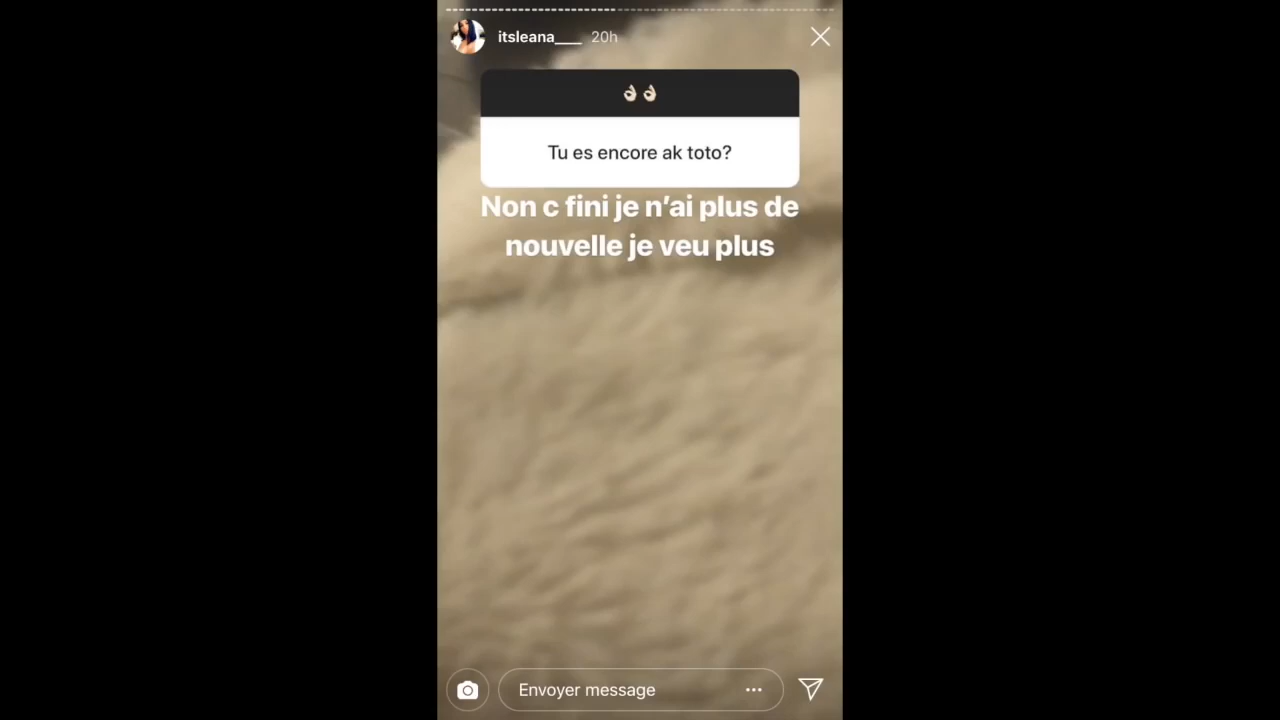 itsleana___ 20h
👌🏻👌🏻
Tu es encore ak toto?
Non c fini je n’ai plus de
nouvelle je veu plus
Envoyer message